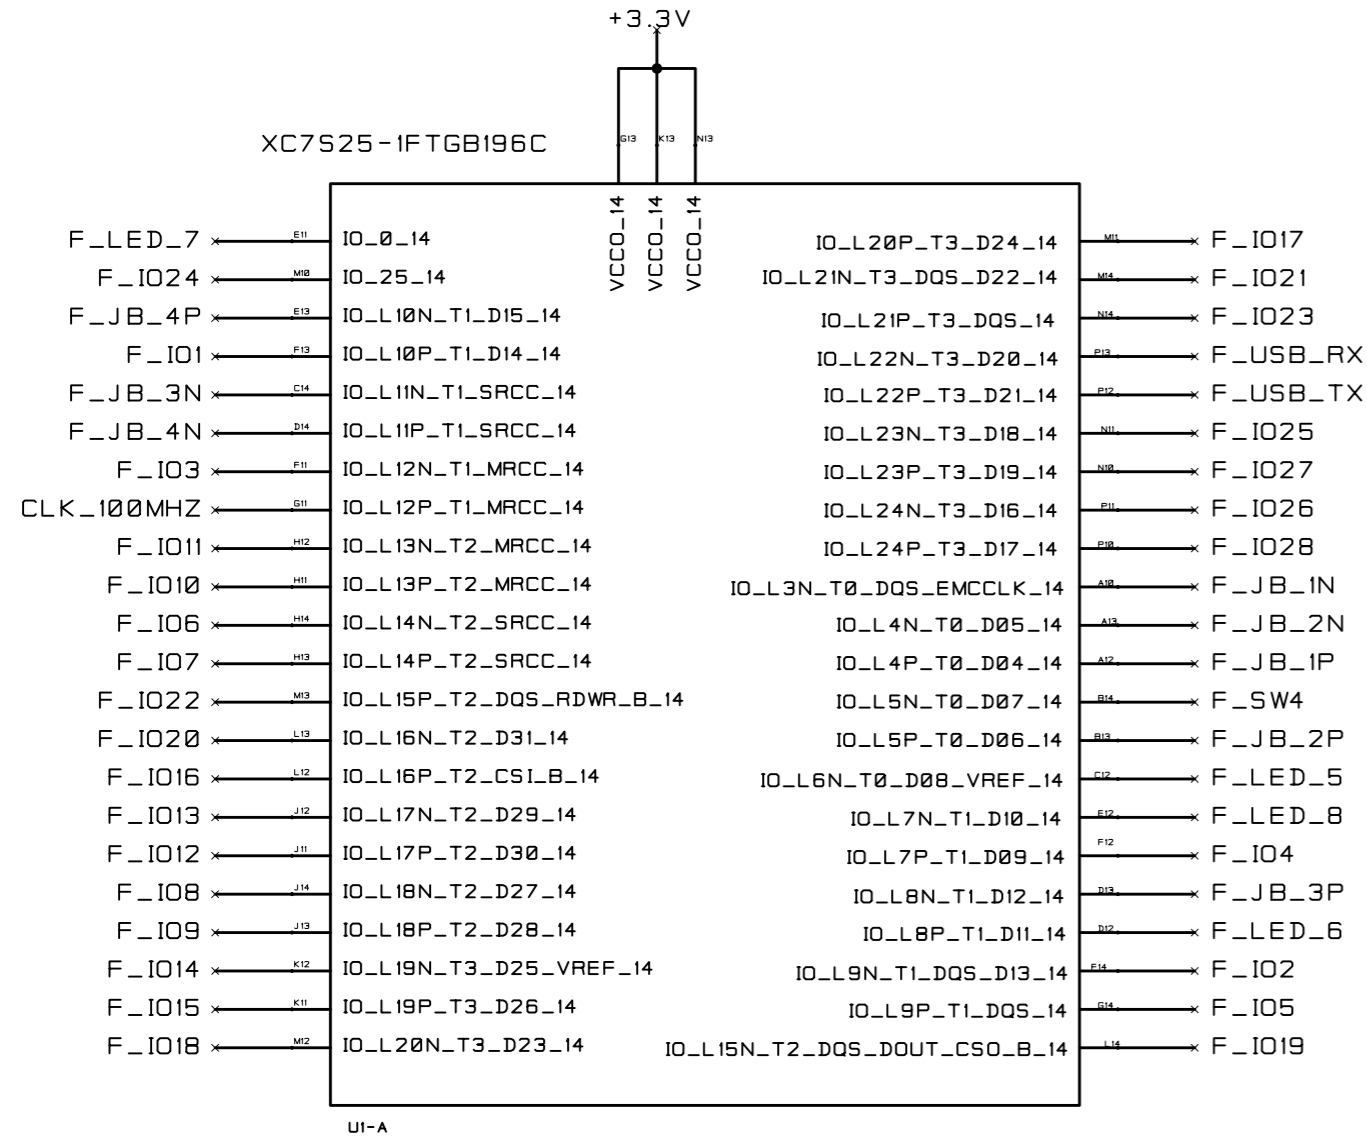 +3.3V
XC7S25-1FTGB196C
G13 K13 N13
VCCO_14 VCCO_14 VCCO_14
F_LED_7 E11 IO_0_14
F_IO24 M10 IO_25_14
F_JB_4P E13 IO_L10N_T1_D15_14
F_IO1 F13 IO_L10P_T1_D14_14
F_JB_3N C14 IO_L11N_T1_SRCC_14
F_JB_4N D14 IO_L11P_T1_SRCC_14
F_IO3 F11 IO_L12N_T1_MRCC_14
CLK_100MHZ G11 IO_L12P_T1_MRCC_14
F_IO11 H12 IO_L13N_T2_MRCC_14
F_IO10 H11 IO_L13P_T2_MRCC_14
F_IO6 H14 IO_L14N_T2_SRCC_14
F_IO7 H13 IO_L14P_T2_SRCC_14
F_IO22 M13 IO_L15P_T2_DQS_RDWR_B_14
F_IO20 L13 IO_L16N_T2_D31_14
F_IO16 L12 IO_L16P_T2_CSI_B_14
F_IO13 J12 IO_L17N_T2_D29_14
F_IO12 J11 IO_L17P_T2_D30_14
F_IO8 J14 IO_L18N_T2_D27_14
F_IO9 J13 IO_L18P_T2_D28_14
F_IO14 K12 IO_L19N_T3_D25_VREF_14
F_IO15 K11 IO_L19P_T3_D26_14
F_IO18 M12 IO_L20N_T3_D23_14
IO_L20P_T3_D24_14 M11 F_IO17
IO_L21N_T3_DQS_D22_14 M14 F_IO21
IO_L21P_T3_DQS_14 N14 F_IO23
IO_L22N_T3_D20_14 P13 F_USB_RX
IO_L22P_T3_D21_14 P12 F_USB_TX
IO_L23N_T3_D18_14 N11 F_IO25
IO_L23P_T3_D19_14 N10 F_IO27
IO_L24N_T3_D16_14 P11 F_IO26
IO_L24P_T3_D17_14 P10 F_IO28
IO_L3N_T0_DQS_EMCCLK_14 A10 F_JB_1N
IO_L4N_T0_D05_14 A13 F_JB_2N
IO_L4P_T0_D04_14 A12 F_JB_1P
IO_L5N_T0_D07_14 B14 F_SW4
IO_L5P_T0_D06_14 B13 F_JB_2P
IO_L6N_T0_D08_VREF_14 C12 F_LED_5
IO_L7N_T1_D10_14 E12 F_LED_8
IO_L7P_T1_D09_14 F12 F_IO4
IO_L8N_T1_D12_14 D13 F_JB_3P
IO_L8P_T1_D11_14 D12 F_LED_6
IO_L9N_T1_DQS_D13_14 F14 F_IO2
IO_L9P_T1_DQS_14 G14 F_IO5
IO_L15N_T2_DQS_DOUT_CSO_B_14 L14 F_IO19
U1-A